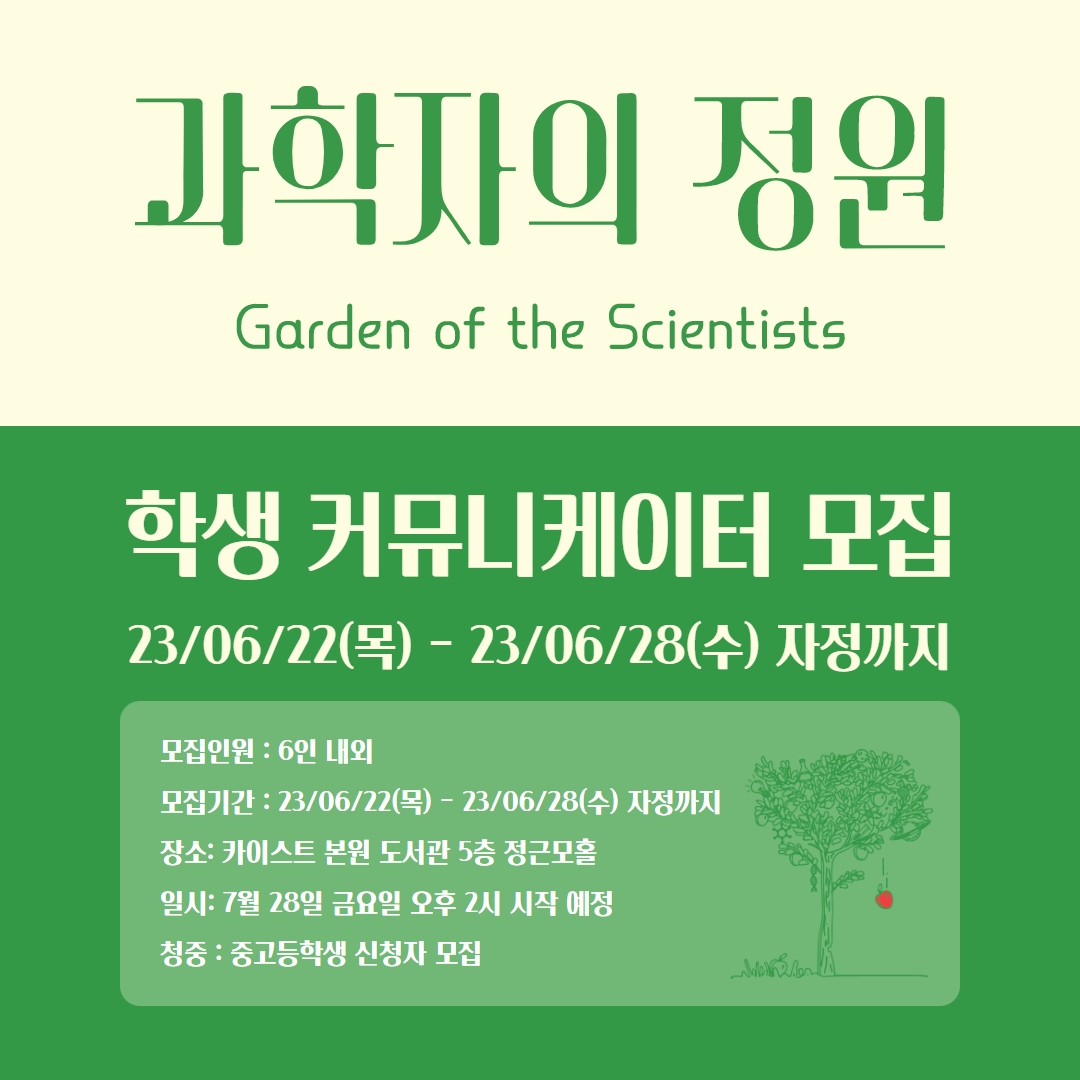 과학자의 정원
Garden of the Scientists
학생 커뮤니케이터 모집
23/06/22(목) - 23/06/28(수) 자정까지
모집인원 : 6인 내외
모집기간 : 23/06/22(목) - 23/06/28(수) 자정까지
장소: 카이스트 본원 도서관 5층 정근모홀
일시: 7월 28일 금요일 오후 2시 시작 예정
청중 : 중고등학생 신청자 모집